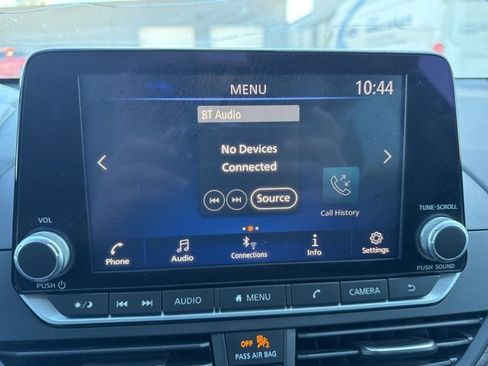 MENU
10:44
BT Audio
No Devices
Connected
Source
Call History
VOL
TUNE·SCROLL
Phone
Audio
Connections
Info
Settings
PUSH
PUSH SOUND
AUDIO
MENU
CAMERA
OFF
2
PASS AIR BAG